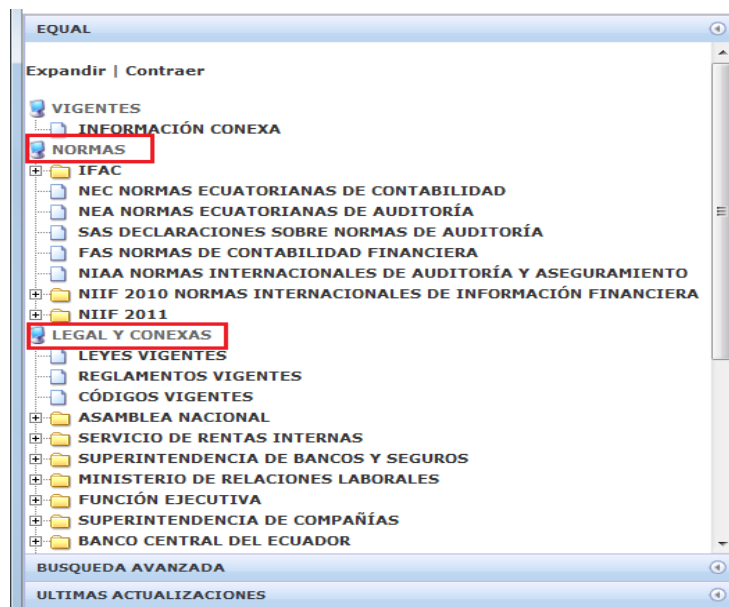 EQUAL
Expandir | Contraer
VIGENTES
INFORMACIÓN CONEXA
NORMAS
IFAC
NEC NORMAS ECUATORIANAS DE CONTABILIDAD
NEA NORMAS ECUATORIANAS DE AUDITORÍA
SAS DECLARACIONES SOBRE NORMAS DE AUDITORÍA
FAS NORMAS DE CONTABILIDAD FINANCIERA
NIAA NORMAS INTERNACIONALES DE AUDITORÍA Y ASEGURAMIENTO
NIIF 2010 NORMAS INTERNACIONALES DE INFORMACIÓN FINANCIERA
NIIF 2011
LEGAL Y CONEXAS
LEYES VIGENTES
REGLAMENTOS VIGENTES
CÓDIGOS VIGENTES
ASAMBLEA NACIONAL
SERVICIO DE RENTAS INTERNAS
SUPERINTENDENCIA DE BANCOS Y SEGUROS
MINISTERIO DE RELACIONES LABORALES
FUNCIÓN EJECUTIVA
SUPERINTENDENCIA DE COMPAÑÍAS
BANCO CENTRAL DEL ECUADOR
BUSQUEDA AVANZADA
ULTIMAS ACTUALIZACIONES